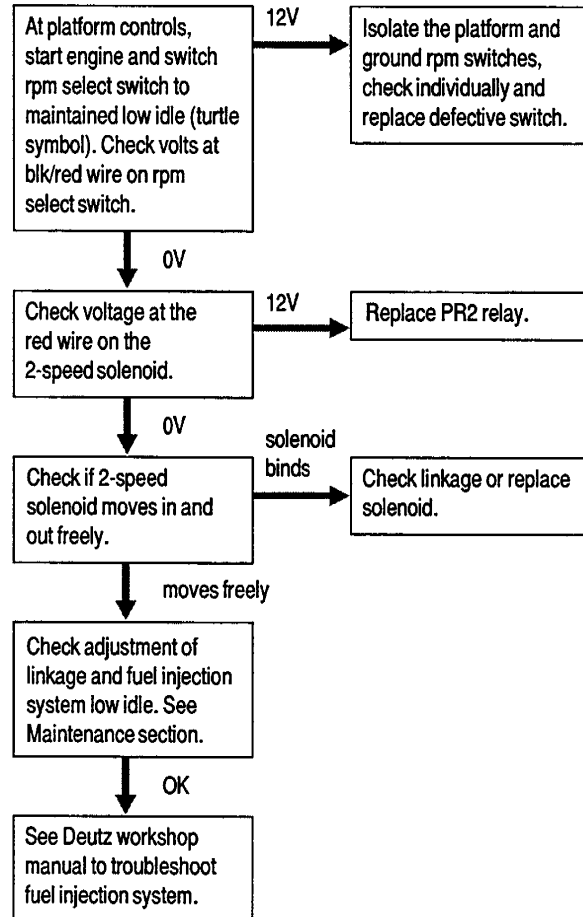 At platform controls,
start engine and switch
rpm select switch to
maintained low idle (turtle
symbol). Check volts at
blk/red wire on rpm
select switch.
12V
Isolate the platform and
ground rpm switches,
check individually and
replace defective switch.
0V
Check voltage at the
red wire on the
2-speed solenoid.
12V
Replace PR2 relay.
0V
Check if 2-speed
solenoid moves in and
out freely.
solenoid
binds
Check linkage or replace
solenoid.
moves freely
Check adjustment of
linkage and fuel injection
system low idle. See
Maintenance section.
OK
See Deutz workshop
manual to troubleshoot
fuel injection system.